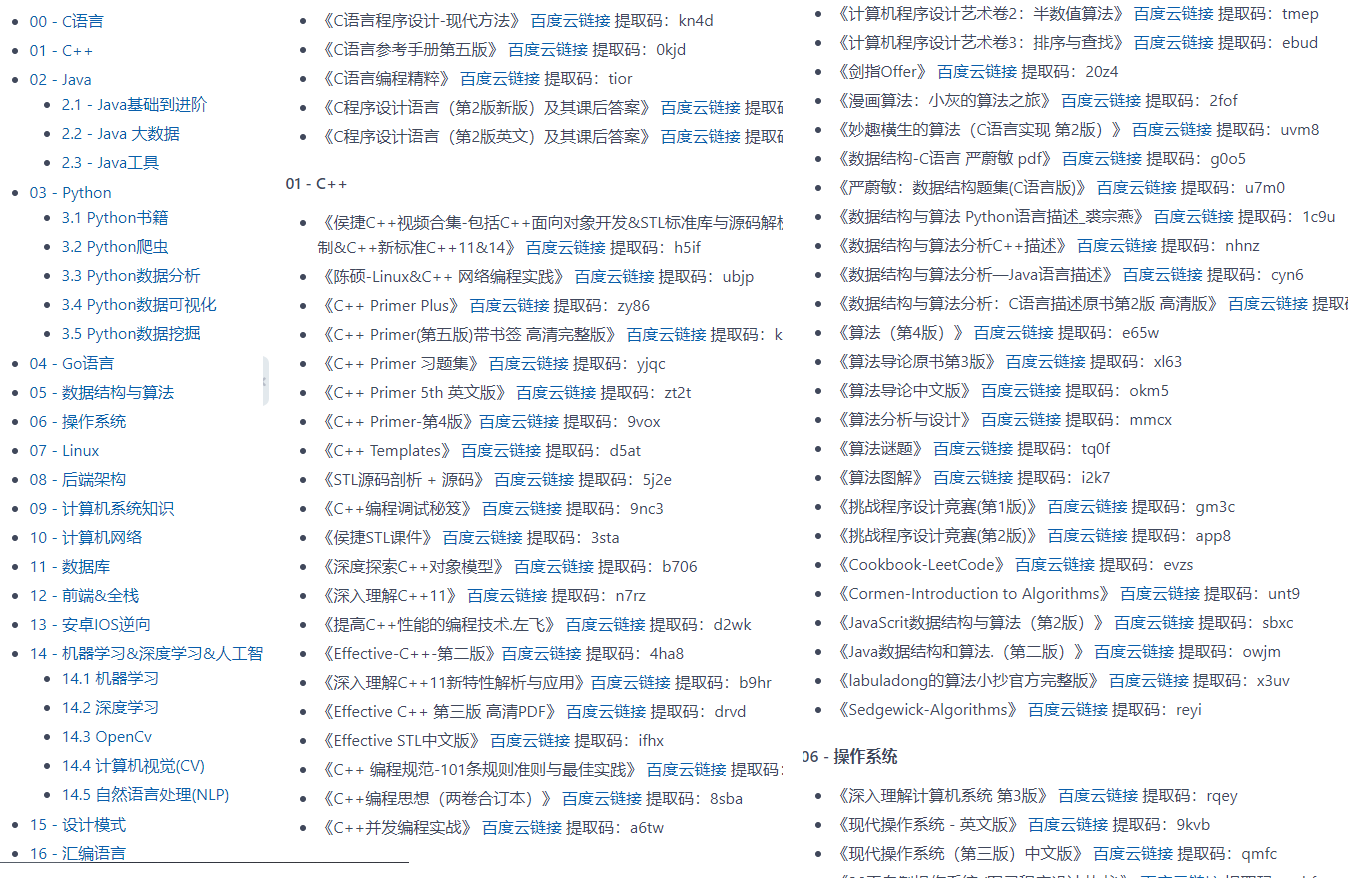 00 - C语言
01 - C++
02 - Java
2.1 - Java基础到进阶
2.2 - Java 大数据
2.3 - Java工具
03 - Python
3.1 Python书籍
3.2 Python爬虫
3.3 Python数据分析
3.4 Python数据可视化
3.5 Python数据挖掘
04 - Go语言
05 - 数据结构与算法
06 - 操作系统
07 - Linux
08 - 后端架构
09 - 计算机系统知识
10 - 计算机网络
11 - 数据库
12 - 前端&全栈
13 - 安卓IOS逆向
14 - 机器学习&深度学习&人工智
14.1 机器学习
14.2 深度学习
14.3 OpenCv
14.4 计算机视觉(CV)
14.5 自然语言处理(NLP)
15 - 设计模式
16 - 汇编语言
《C语言程序设计-现代方法》 百度云链接 提取码：kn4d
《C语言参考手册第五版》 百度云链接 提取码：0kjd
《C语言编程精粹》 百度云链接 提取码：tior
《C程序设计语言（第2版新版）及其课后答案》 百度云链接 提取码
《C程序设计语言（第2版英文）及其课后答案》 百度云链接 提取码
01 - C++
《侯捷C++视频合集-包括C++面向对象开发&STL标准库与源码解析
制&C++新标准C++11&14》 百度云链接 提取码：h5if
《陈硕-Linux&C++ 网络编程实践》 百度云链接 提取码：ubjp
《C++ Primer Plus》 百度云链接 提取码：zy86
《C++ Primer(第五版)带书签 高清完整版》 百度云链接 提取码：k
《C++ Primer 习题集》 百度云链接 提取码：yjqc
《C++ Primer 5th 英文版》 百度云链接 提取码：zt2t
《C++ Primer-第4版》百度云链接 提取码：9vox
《C++ Templates》 百度云链接 提取码：d5at
《STL源码剖析 + 源码》 百度云链接 提取码：5j2e
《C++编程调试秘笈》 百度云链接 提取码：9nc3
《侯捷STL课件》 百度云链接 提取码：3sta
《深度探索C++对象模型》 百度云链接 提取码：b706
《深入理解C++11》 百度云链接 提取码：n7rz
《提高C++性能的编程技术.左飞》 百度云链接 提取码：d2wk
《Effective-C++-第二版》百度云链接 提取码：4ha8
《深入理解C++11新特性解析与应用》百度云链接 提取码：b9hr
《Effective C++ 第三版 高清PDF》 百度云链接 提取码：drvd
《Effective STL中文版》 百度云链接 提取码：ifhx
《C++ 编程规范-101条规则准则与最佳实践》 百度云链接 提取码：
《C++编程思想（两卷合订本）》 百度云链接 提取码：8sba
《C++并发编程实战》 百度云链接 提取码：a6tw
《计算机程序设计艺术卷2：半数值算法》 百度云链接 提取码：tmep
《计算机程序设计艺术卷3：排序与查找》 百度云链接 提取码：ebud
《剑指Offer》 百度云链接 提取码：20z4
《漫画算法：小灰的算法之旅》 百度云链接 提取码：2fof
《妙趣横生的算法（C语言实现 第2版）》 百度云链接 提取码：uvm8
《数据结构-C语言 严蔚敏 pdf》 百度云链接 提取码：g0o5
《严蔚敏：数据结构题集(C语言版)》 百度云链接 提取码：u7m0
《数据结构与算法 Python语言描述_裘宗燕》 百度云链接 提取码：1c9u
《数据结构与算法分析C++描述》 百度云链接 提取码：nhnz
《数据结构与算法分析—Java语言描述》 百度云链接 提取码：cyn6
《数据结构与算法分析：C语言描述原书第2版 高清版》 百度云链接 提取
《算法（第4版）》 百度云链接 提取码：e65w
《算法导论原书第3版》 百度云链接 提取码：xl63
《算法导论中文版》 百度云链接 提取码：okm5
《算法分析与设计》 百度云链接 提取码：mmcx
《算法谜题》 百度云链接 提取码：tq0f
《算法图解》 百度云链接 提取码：i2k7
《挑战程序设计竞赛(第1版)》 百度云链接 提取码：gm3c
《挑战程序设计竞赛(第2版)》 百度云链接 提取码：app8
《Cookbook-LeetCode》 百度云链接 提取码：evzs
《Cormen-Introduction to Algorithms》 百度云链接 提取码：unt9
《JavaScrit数据结构与算法（第2版）》 百度云链接 提取码：sbxc
《Java数据结构和算法.（第二版）》 百度云链接 提取码：owjm
《labuladong的算法小抄官方完整版》 百度云链接 提取码：x3uv
《Sedgewick-Algorithms》 百度云链接 提取码：reyi
06 - 操作系统
《深入理解计算机系统 第3版》 百度云链接 提取码：rqey
《现代操作系统 - 英文版》 百度云链接 提取码：9kvb
《现代操作系统（第三版）中文版》 百度云链接 提取码：qmfc